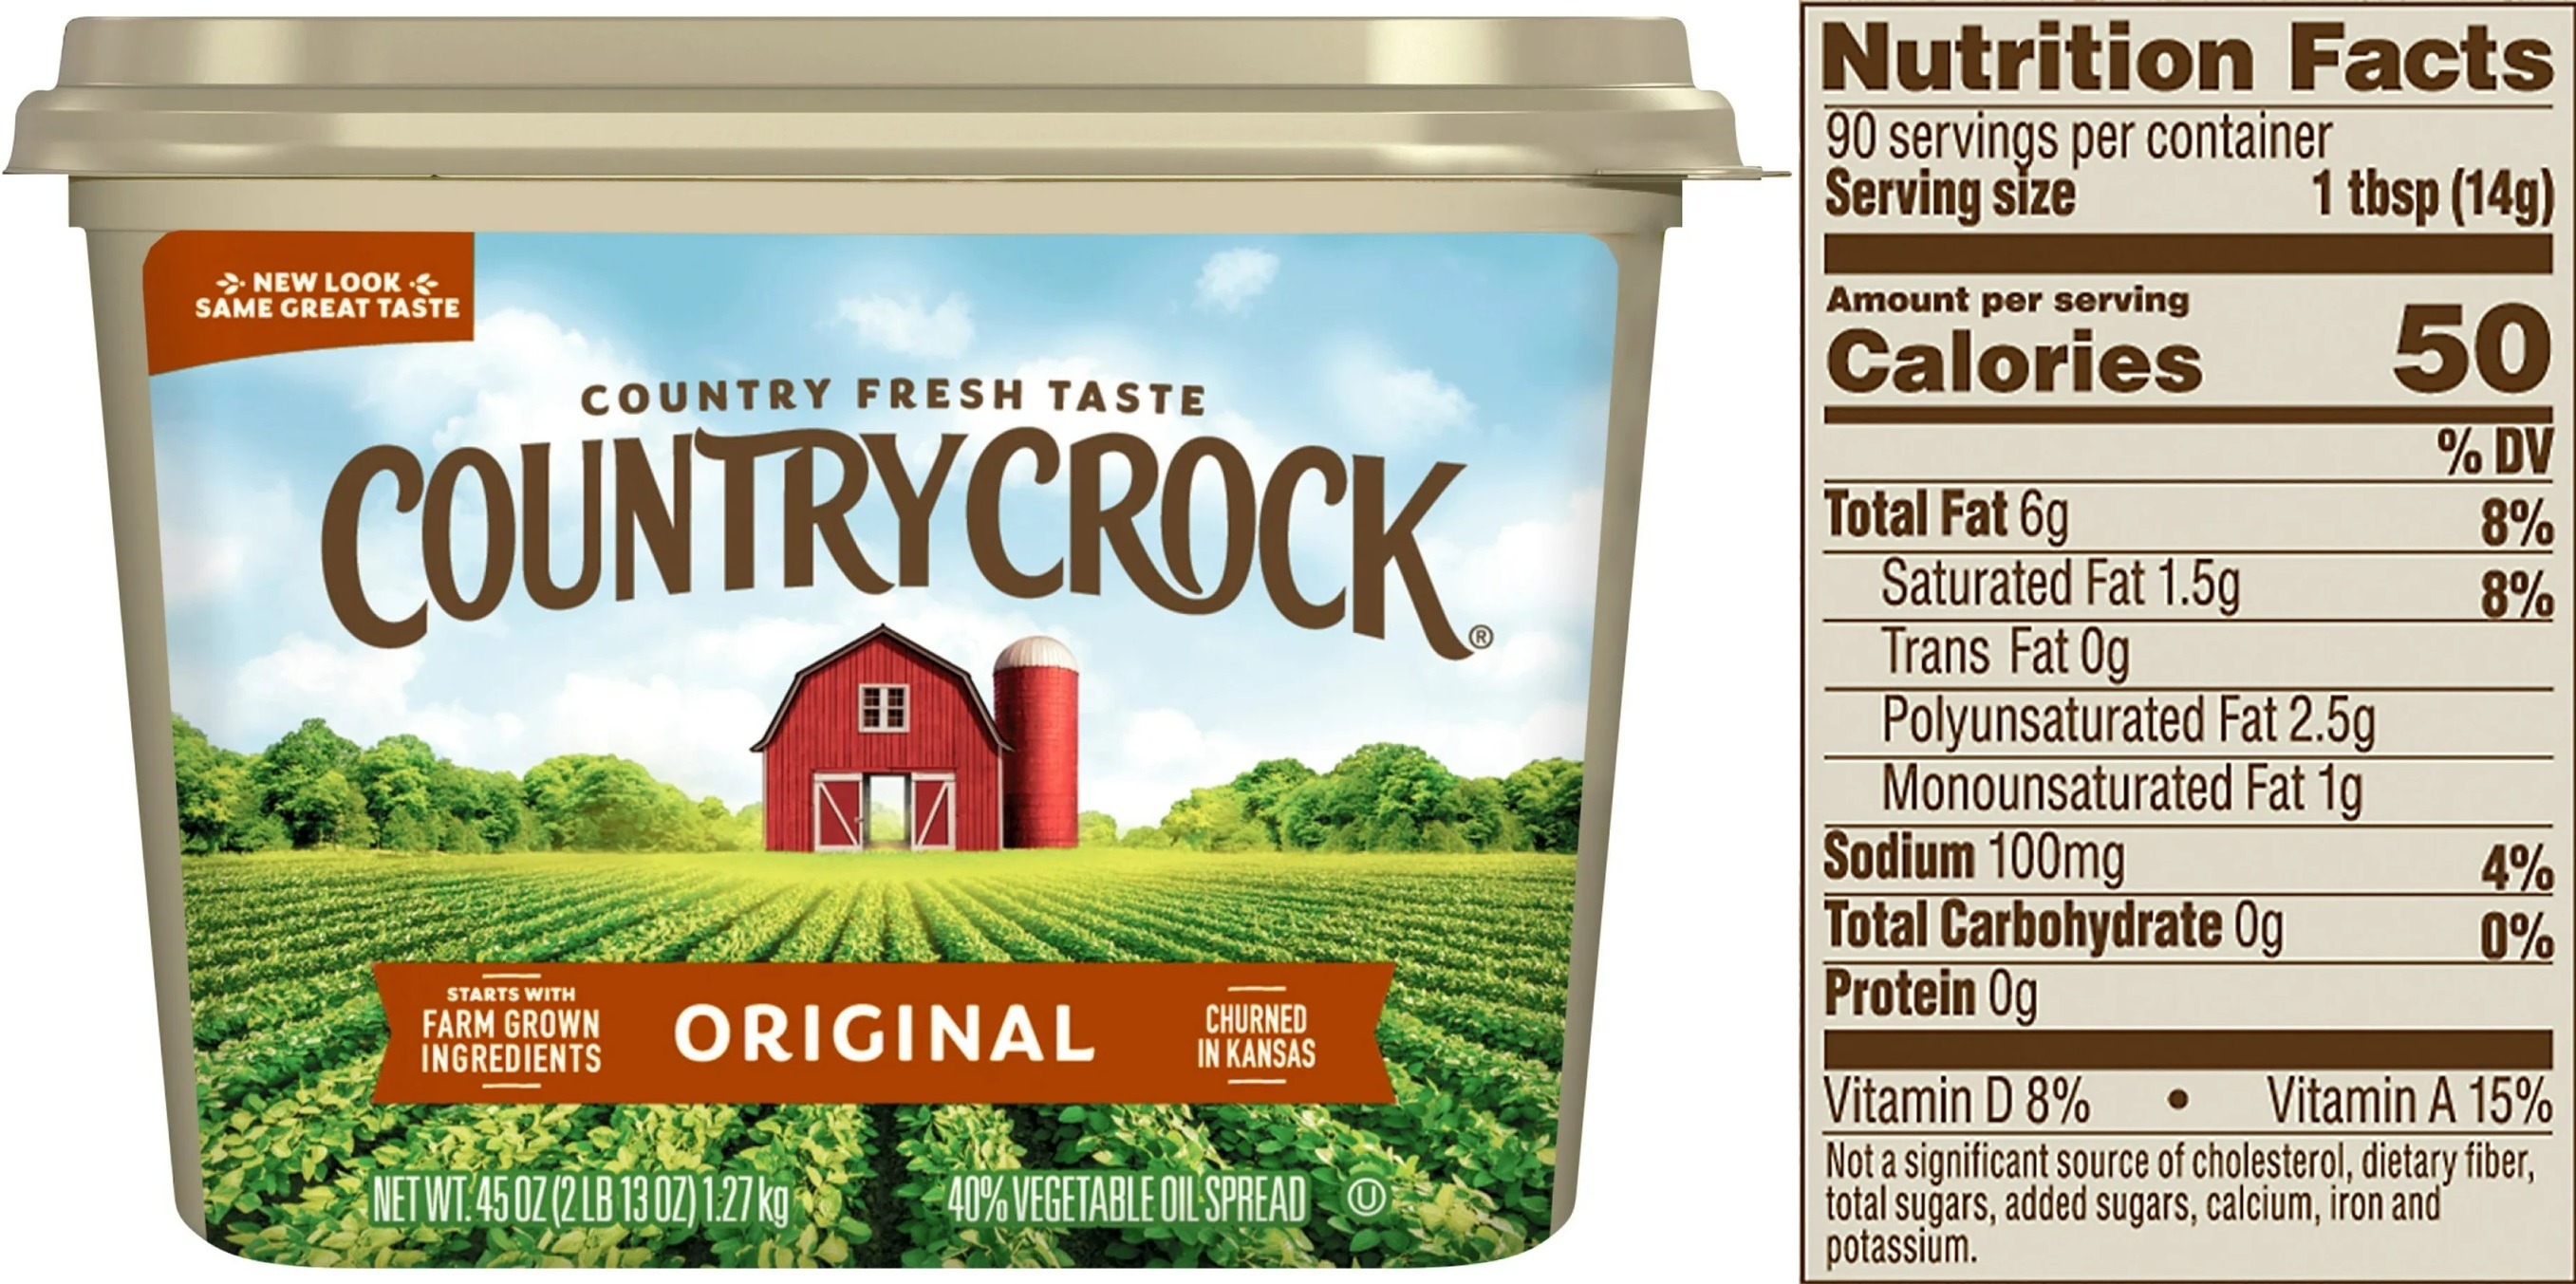 NEW LOOK
SAME GREAT TASTE
COUNTRY FRESH TASTE
COUNTRY CROCK®
STARTS WITH
FARM GROWN
INGREDIENTS
ORIGINAL
CHURNED
IN KANSAS
NET WT. 45 OZ (2 LB 13 OZ) 1.27kg
40% VEGETABLE OIL SPREAD
U
Nutrition Facts
90 servings per container
Serving size 1 tbsp (14g)
Amount per serving
Calories 50
% DV
Total Fat 6g 8%
Saturated Fat 1.5g 8%
Trans Fat 0g
Polyunsaturated Fat 2.5g
Monounsaturated Fat 1g
Sodium 100mg 4%
Total Carbohydrate 0g 0%
Protein 0g
Vitamin D 8% • Vitamin A 15%
Not a significant source of cholesterol, dietary fiber,
total sugars, added sugars, calcium, iron and
potassium.